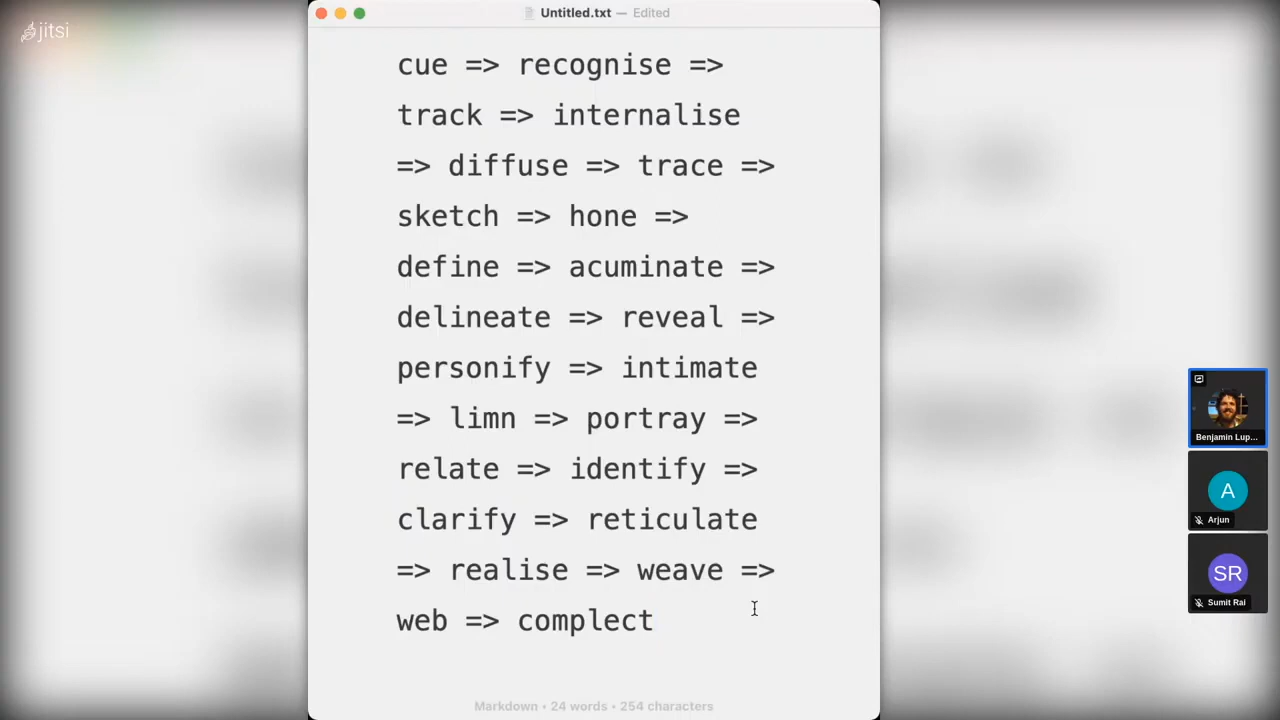 jitsi
Untitled.txt — Edited
cue => recognise =>
track => internalise
=> diffuse => trace =>
sketch => hone =>
define => acuminate =>
delineate => reveal =>
personify => intimate
=> limn => portray =>
relate => identify =>
clarify => reticulate
=> realise => weave =>
web => complect
Markdown • 24 words • 254 characters
Benjamin Lup...
A
Arjun
SR
Sumit Rai